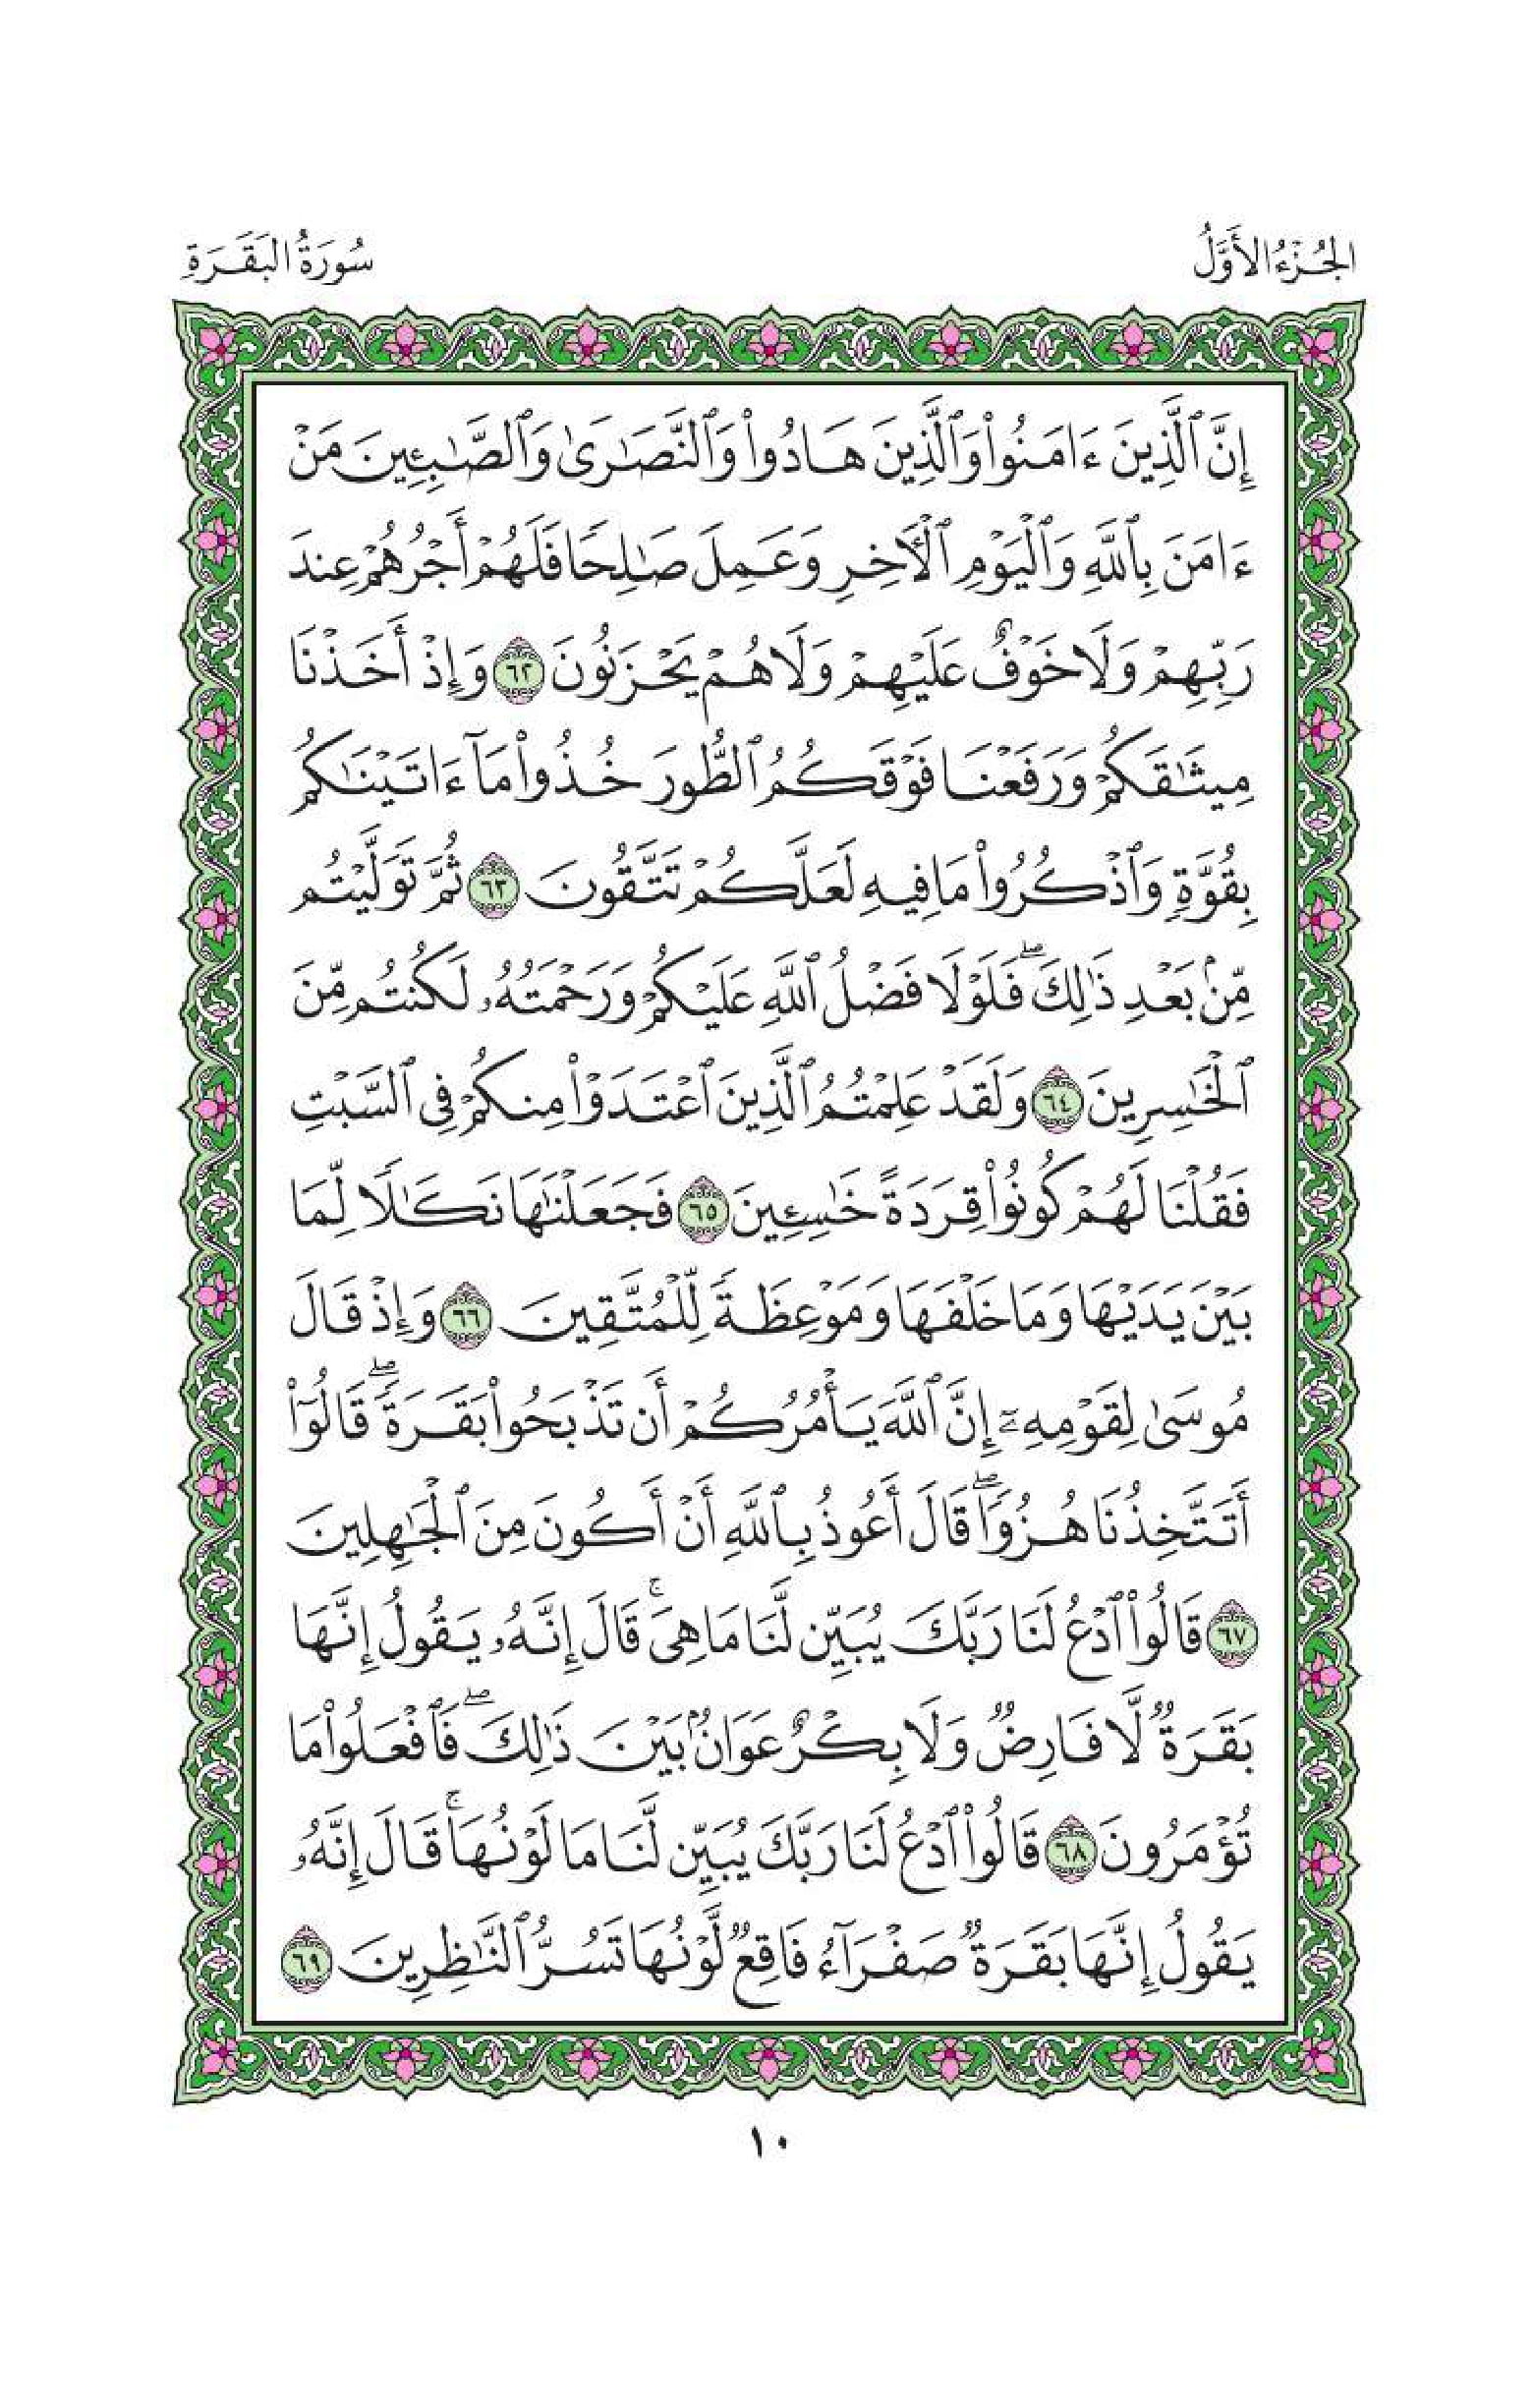 الجُزْءُ الأَوَّلُ
سُورَةُ البَقَرَةِ
إِنَّ ٱلَّذِينَ ءَامَنُوا۟ وَٱلَّذِينَ هَادُوا۟ وَٱلنَّصَـٰرَىٰ وَٱلصَّـٰبِـِٔينَ مَنْ
ءَامَنَ بِٱللَّهِ وَٱلْيَوْمِ ٱلْـَٔاخِرِ وَعَمِلَ صَـٰلِحًا فَلَهُمْ أَجْرُهُمْ عِندَ
رَبِّهِمْ وَلَا خَوْفٌ عَلَيْهِمْ وَلَا هُمْ يَحْزَنُونَ ٦٢ وَإِذْ أَخَذْنَا
مِيثَـٰقَكُمْ وَرَفَعْنَا فَوْقَكُمُ ٱلطُّورَ خُذُوا۟ مَآ ءَاتَيْنَـٰكُم
بِقُوَّةٍ وَٱذْكُرُوا۟ مَا فِيهِ لَعَلَّكُمْ تَتَّقُونَ ٦٣ ثُمَّ تَوَلَّيْتُم
مِّنۢ بَعْدِ ذَٰلِكَ ۖ فَلَوْلَا فَضْلُ ٱللَّهِ عَلَيْكُمْ وَرَحْمَتُهُۥ لَكُنتُم مِّنَ
ٱلْخَـٰسِرِينَ ٦٤ وَلَقَدْ عَلِمْتُمُ ٱلَّذِينَ ٱعْتَدَوْا۟ مِنكُمْ فِى ٱلسَّبْتِ
فَقُلْنَا لَهُمْ كُونُوا۟ قِرَدَةً خَـٰسِـِٔينَ ٦٥ فَجَعَلْنَـٰهَا نَكَـٰلًا لِّمَا
بَيْنَ يَدَيْهَا وَمَا خَلْفَهَا وَمَوْعِظَةً لِّلْمُتَّقِينَ ٦٦ وَإِذْ قَالَ
مُوسَىٰ لِقَوْمِهِۦٓ إِنَّ ٱللَّهَ يَأْمُرُكُمْ أَن تَذْبَحُوا۟ بَقَرَةً ۖ قَالُوٓا۟
أَتَتَّخِذُنَا هُزُوًا ۖ قَالَ أَعُوذُ بِٱللَّهِ أَنْ أَكُونَ مِنَ ٱلْجَـٰهِلِينَ
٦٧ قَالُوا۟ ٱدْعُ لَنَا رَبَّكَ يُبَيِّن لَّنَا مَا هِىَ ۚ قَالَ إِنَّهُۥ يَقُولُ إِنَّهَا
بَقَرَةٌ لَّا فَارِضٌ وَلَا بِكْرٌ عَوَانٌۢ بَيْنَ ذَٰلِكَ ۖ فَٱفْعَلُوا۟ مَا
تُؤْمَرُونَ ٦٨ قَالُوا۟ ٱدْعُ لَنَا رَبَّكَ يُبَيِّن لَّنَا مَا لَوْنُهَا ۚ قَالَ إِنَّهُۥ
يَقُولُ إِنَّهَا بَقَرَةٌ صَفْرَآءُ فَاقِعٌ لَّوْنُهَا تَسُرُّ ٱلنَّـٰظِرِينَ ٦٩
١٠